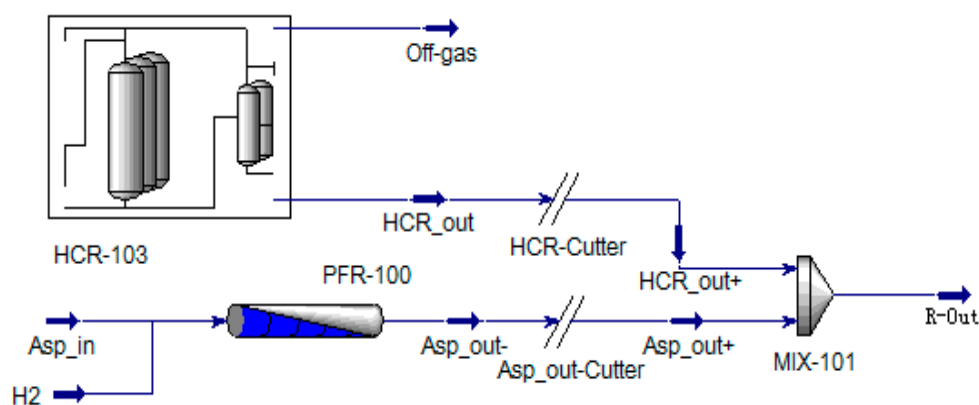 Off-gas
HCR_out
HCR-Cutter
HCR-103
HCR_out+
PFR-100
R-Out
Asp_in
Asp_out-
Asp_out-Cutter
Asp_out+
MIX-101
H2